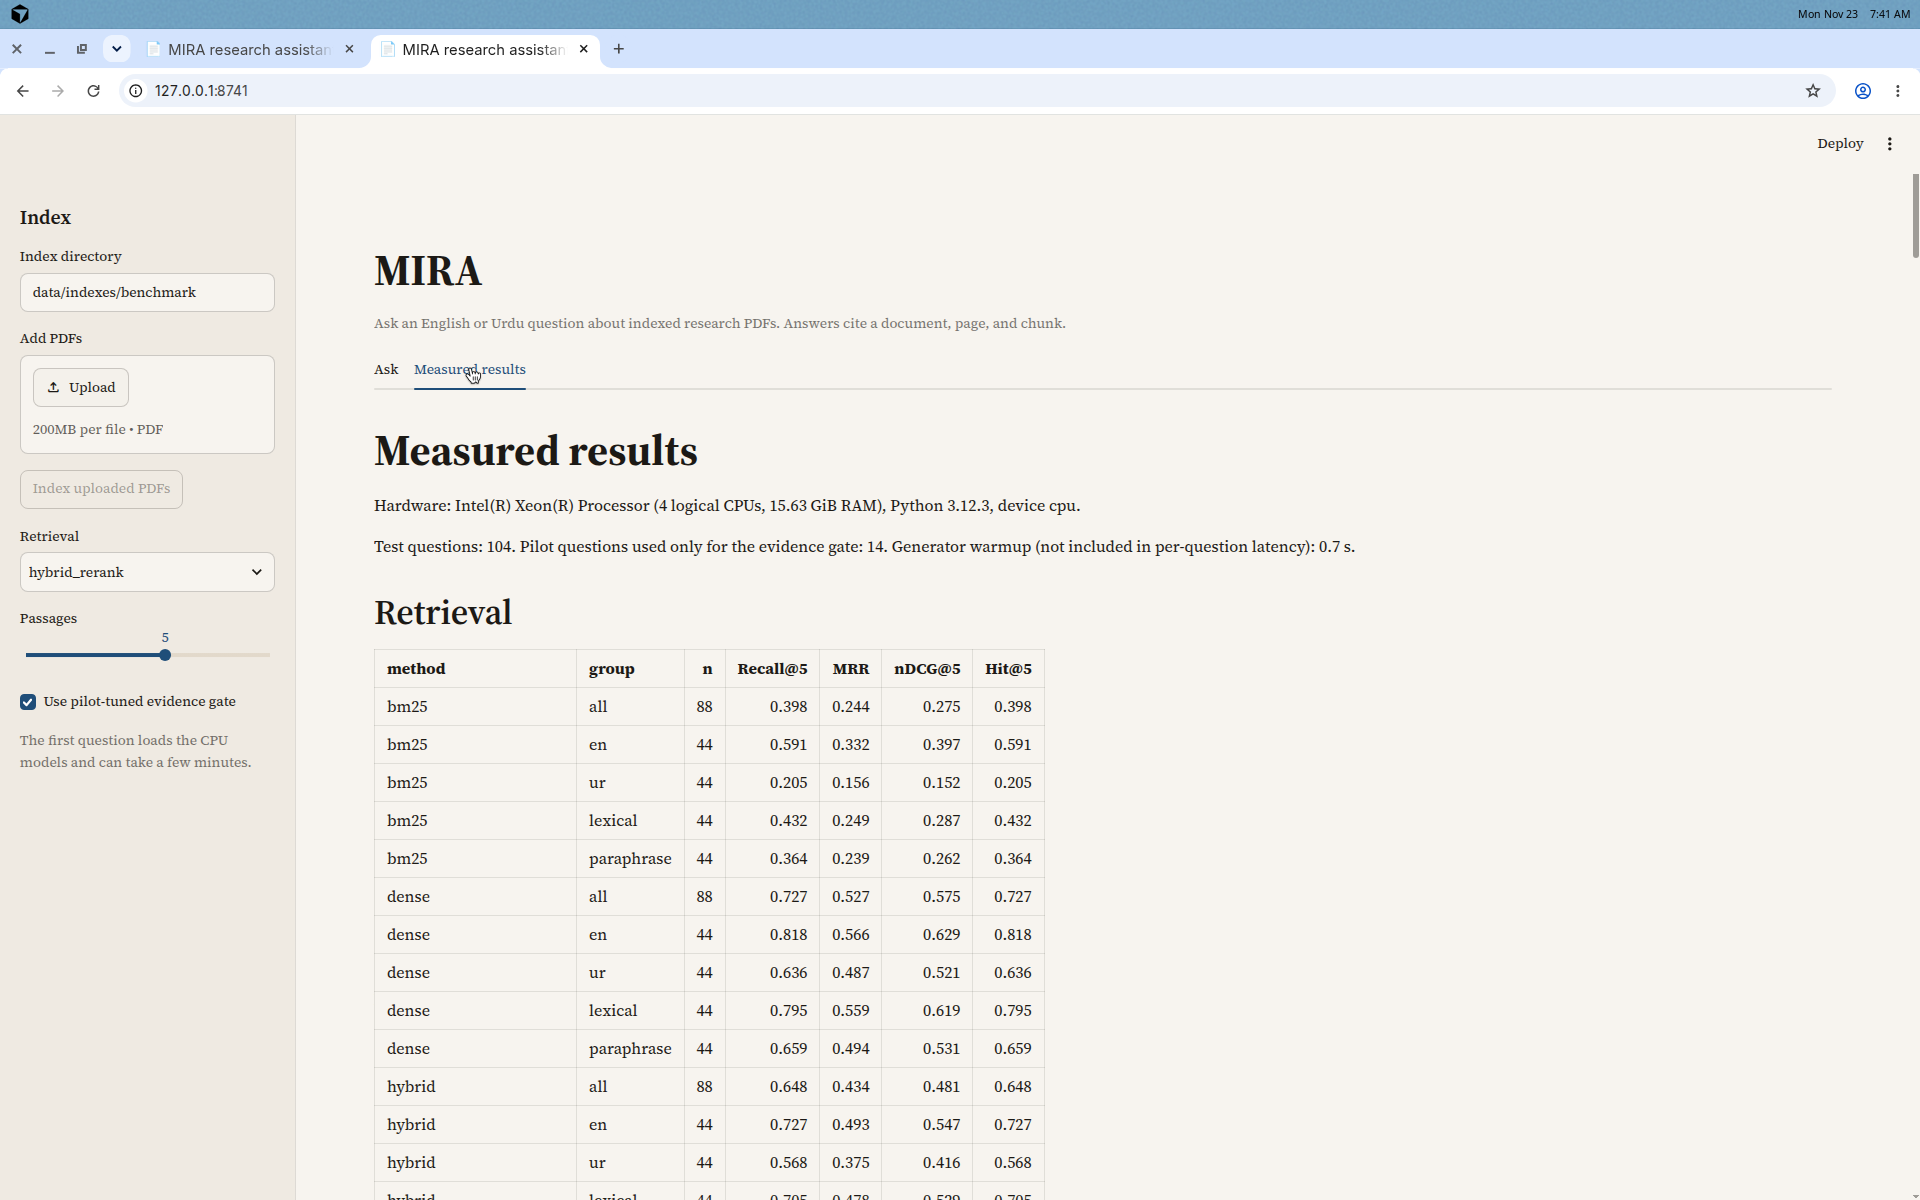 Mon Nov 23 7:41 AM
MIRA research assistan
MIRA research assistan
127.0.0.1:8741
Deploy
Index
Index directory
data/indexes/benchmark
Add PDFs
Upload
200MB per file • PDF
Index uploaded PDFs
Retrieval
hybrid_rerank
Passages
5
Use pilot-tuned evidence gate
The first question loads the CPU
models and can take a few minutes.
MIRA
Ask an English or Urdu question about indexed research PDFs. Answers cite a document, page, and chunk.
Ask Measured results
Measured results
Hardware: Intel(R) Xeon(R) Processor (4 logical CPUs, 15.63 GiB RAM), Python 3.12.3, device cpu.
Test questions: 104. Pilot questions used only for the evidence gate: 14. Generator warmup (not included in per-question latency): 0.7 s.
Retrieval
method group n Recall@5 MRR nDCG@5 Hit@5
bm25 all 88 0.398 0.244 0.275 0.398
bm25 en 44 0.591 0.332 0.397 0.591
bm25 ur 44 0.205 0.156 0.152 0.205
bm25 lexical 44 0.432 0.249 0.287 0.432
bm25 paraphrase 44 0.364 0.239 0.262 0.364
dense all 88 0.727 0.527 0.575 0.727
dense en 44 0.818 0.566 0.629 0.818
dense ur 44 0.636 0.487 0.521 0.636
dense lexical 44 0.795 0.559 0.619 0.795
dense paraphrase 44 0.659 0.494 0.531 0.659
hybrid all 88 0.648 0.434 0.481 0.648
hybrid en 44 0.727 0.493 0.547 0.727
hybrid ur 44 0.568 0.375 0.416 0.568
hybrid lexical 44